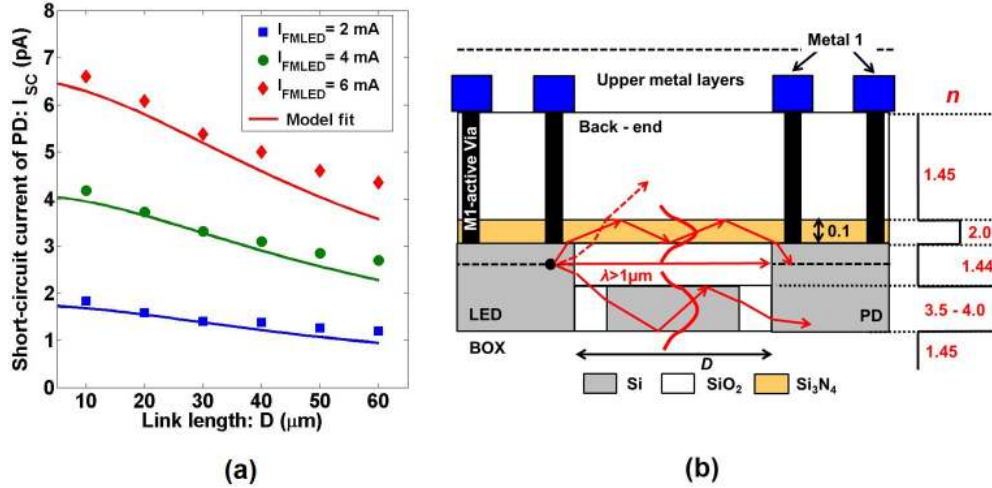 Short-circuit current of PD: I_SC (pA)
8
7
6
5
4
3
2
1
0
10 20 30 40 50 60
Link length: D (μm)
I_FMLED= 2 mA
I_FMLED= 4 mA
I_FMLED= 6 mA
Model fit
(a)
Metal 1
Upper metal layers
n
Back - end
M1-active Via
1.45
0.1
2.0
1.44
λ>1μm
LED
PD
3.5 - 4.0
BOX
D
1.45
Si
SiO₂
Si₃N₄
(b)